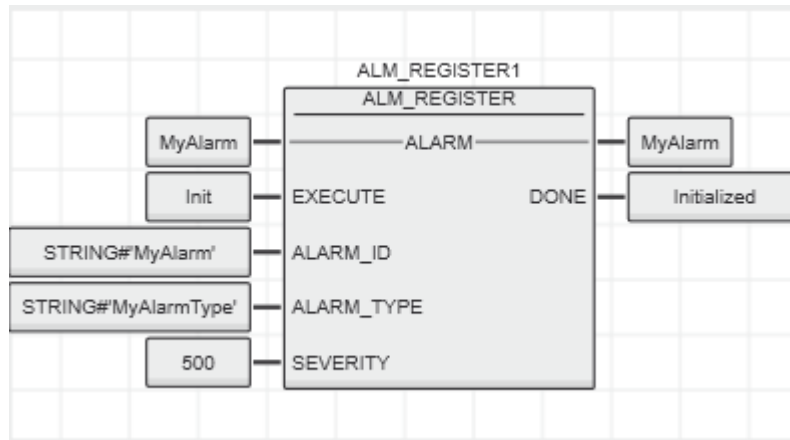 ALM_REGISTER1
ALM_REGISTER
MyAlarm ALARM MyAlarm
Init EXECUTE DONE Initialized
STRING#'MyAlarm' ALARM_ID
STRING#'MyAlarmType' ALARM_TYPE
500 SEVERITY